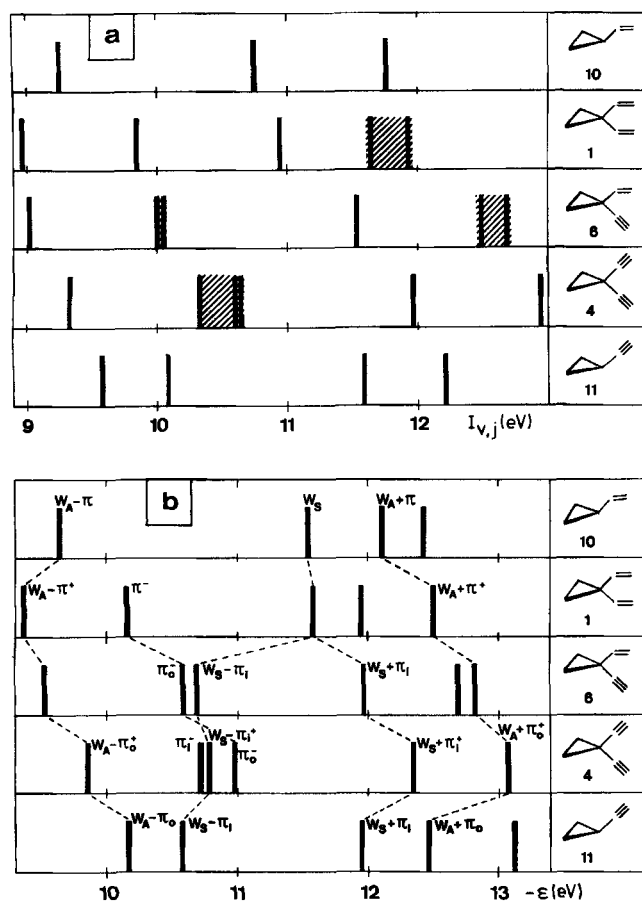 a
10
1
6
4
11
9 10 11 12 I_{v,j}(eV)
b
W_A−π W_S W_A+π
10
W_A−π⁺ π⁻ W_A+π⁺
1
π_o⁻ W_S−π_i W_S+π_i
6
W_A−π_o⁺ π_i⁻ W_S−π_i⁺ π_o⁻ W_S+π_i⁺ W_A+π_o⁺
4
W_A−π_o W_S−π_i W_S+π_i W_A+π_o
11
10 11 12 13 −ε(eV)